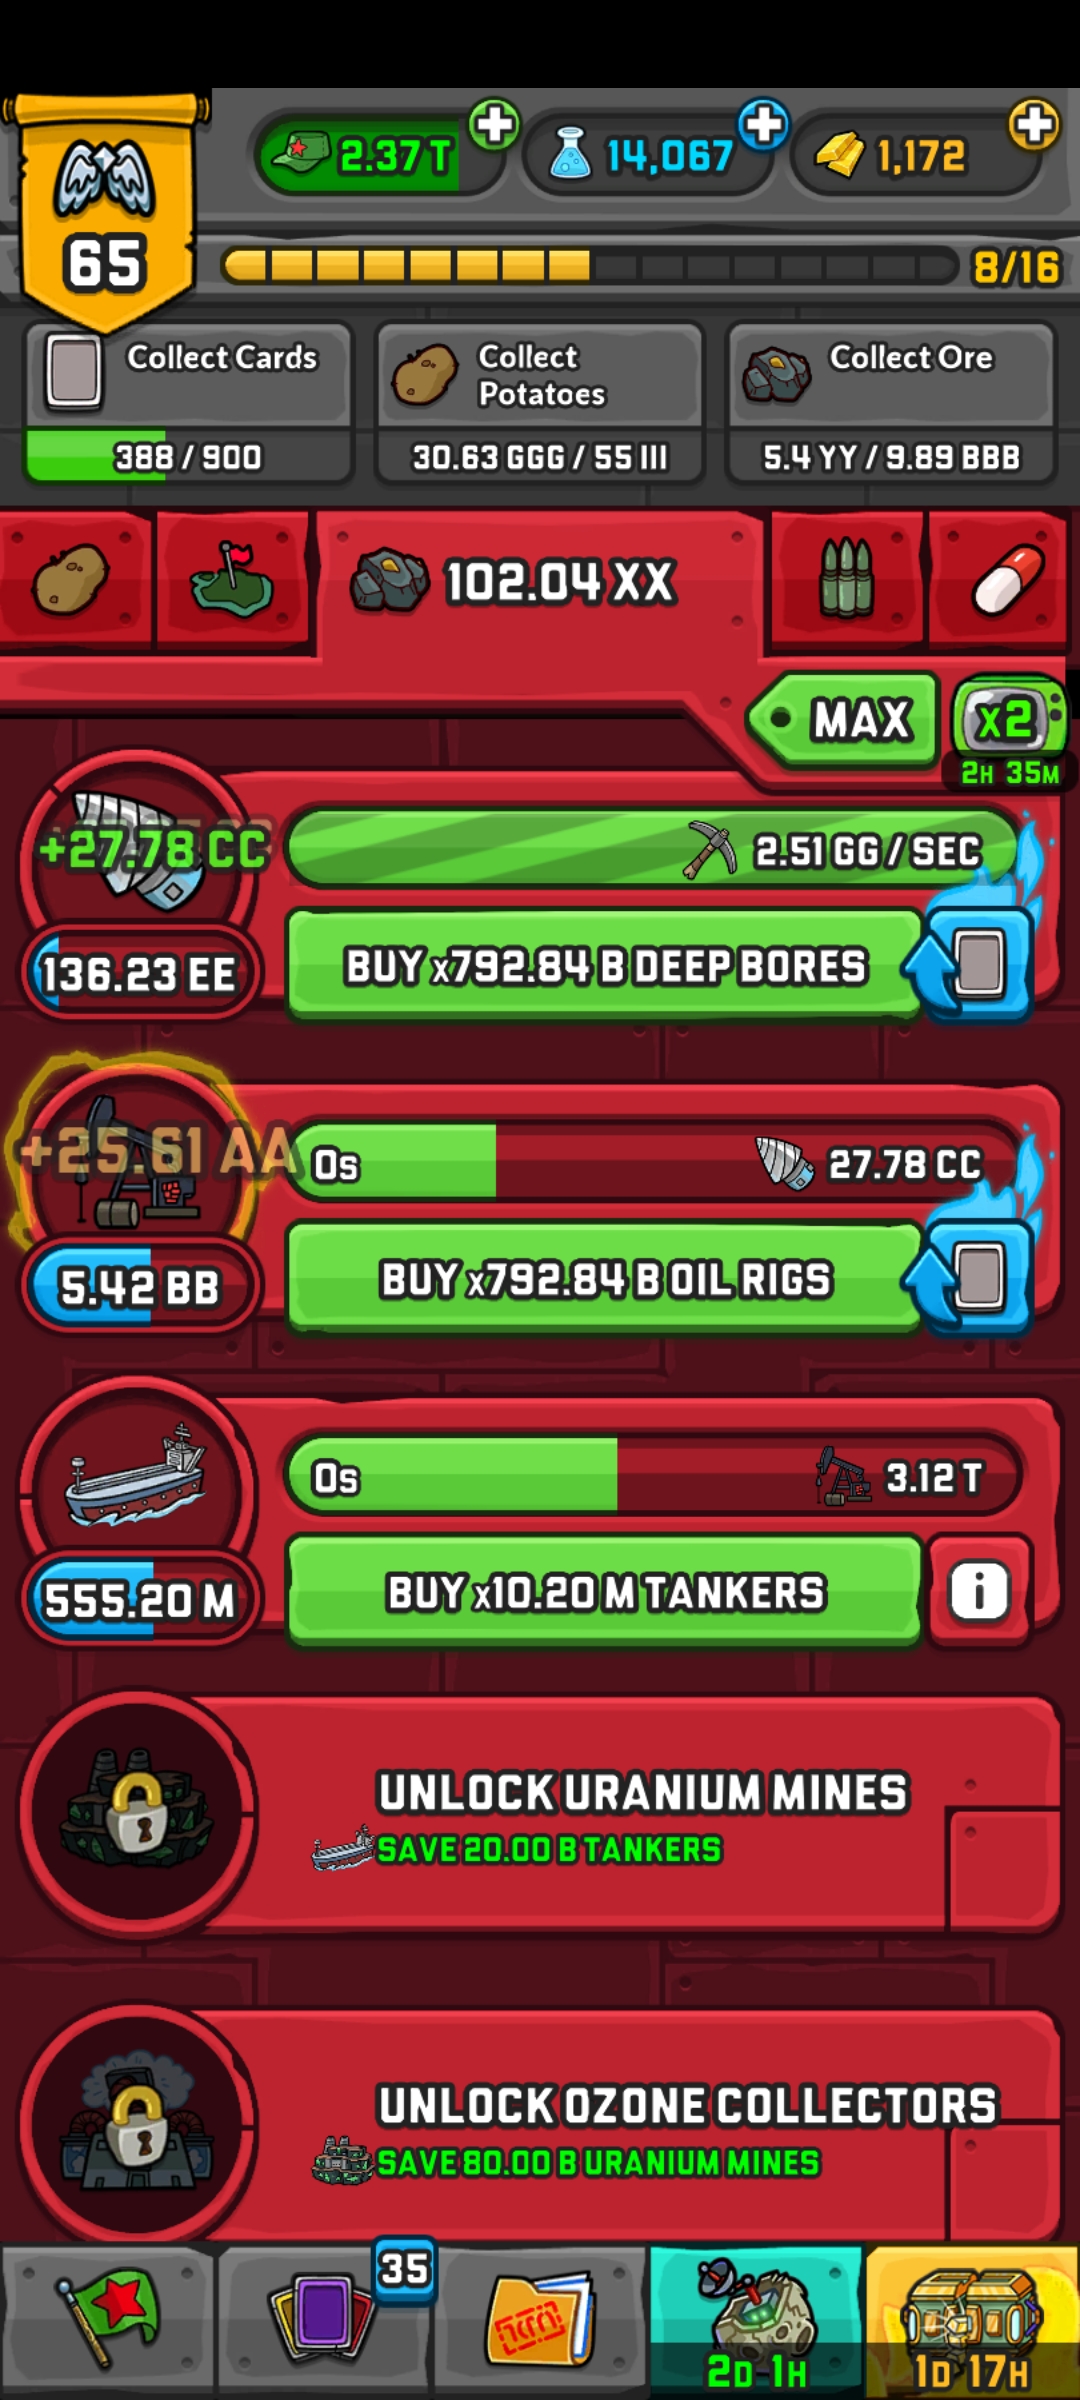 2.37 T
14,067
1,172
65
8/16
Collect Cards
388 / 900
Collect
Potatoes
30.63 GGG / 55 III
Collect Ore
5.4 YY / 9.89 BBB
102.04 XX
MAX
x2
2H 35M
+27.78 CC
2.51 GG / SEC
136.23 EE
BUY x792.84 B DEEP BORES
+25.61 AA
0s
27.78 CC
5.42 BB
BUY x792.84 B OIL RIGS
0s
3.12 T
555.20 M
BUY x10.20 M TANKERS
i
UNLOCK URANIUM MINES
SAVE 20.00 B TANKERS
UNLOCK OZONE COLLECTORS
SAVE 80.00 B URANIUM MINES
35
2D 1H
1D 17H